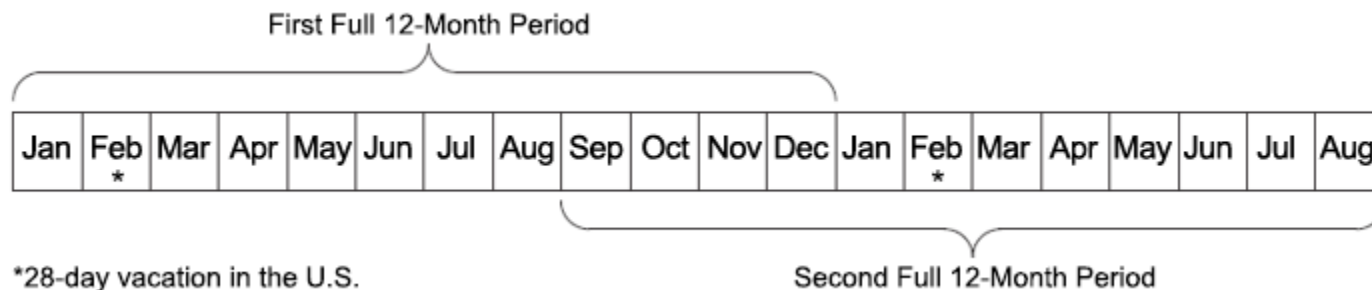 First Full 12-Month Period
Jan Feb Mar Apr May Jun Jul Aug Sep Oct Nov Dec Jan Feb Mar Apr May Jun Jul Aug
* *
*28-day vacation in the U.S. Second Full 12-Month Period